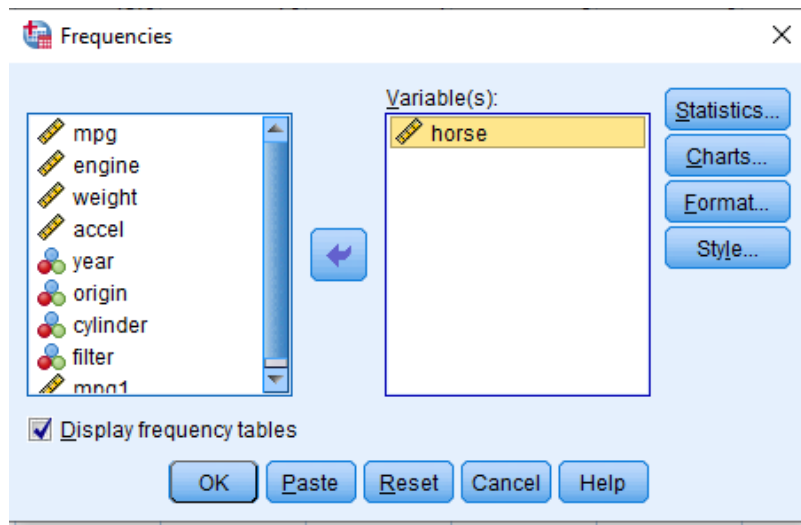 Frequencies
Variable(s):
mpg
engine
weight
accel
year
origin
cylinder
filter
mpg1
horse
Statistics...
Charts...
Format...
Style...
Display frequency tables
OK Paste Reset Cancel Help